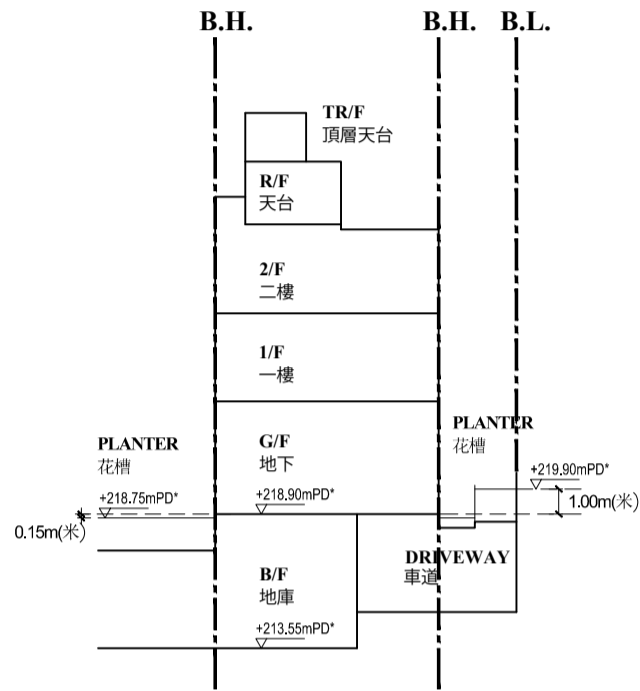 B.H.
B.H.
B.L.
TR/F
頂層天台
R/F
天台
2/F
二樓
1/F
一樓
PLANTER
花槽
G/F
地下
PLANTER
花槽
+219.90mPD*
+218.75mPD*
+218.90mPD*
1.00m(米)
0.15m(米)
DRIVEWAY
車道
B/F
地庫
+213.55mPD*